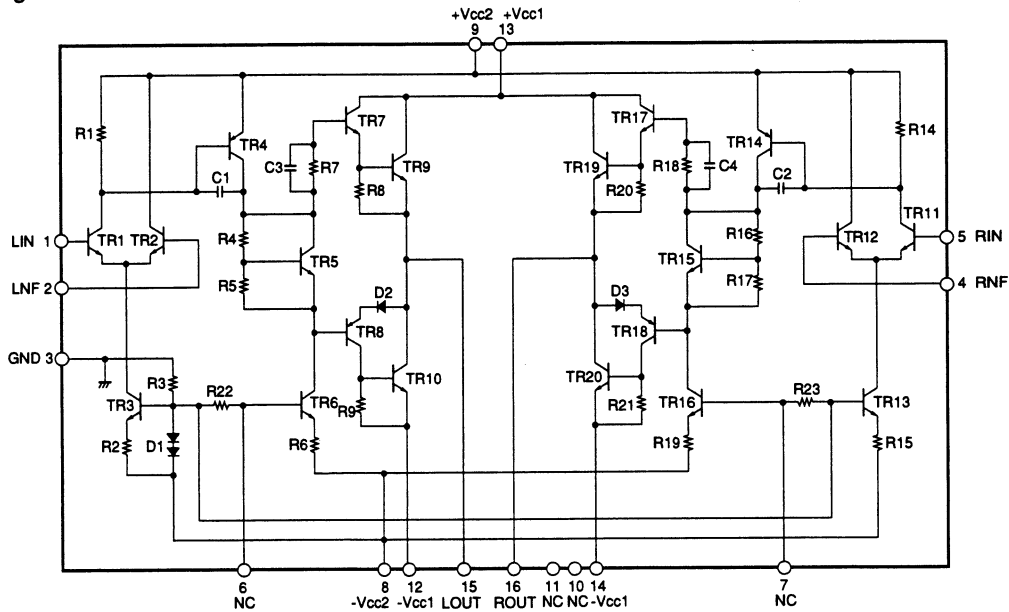 +Vcc2 +Vcc1
9 13
R1
TR4
C1
C3
R7
TR7
R8
TR9
TR17
TR19
R20
R18
C4
TR14
C2
R14
LIN 1
TR1 TR2
R4
R5
TR5
TR15
R16
R17
TR12
TR11
5 RIN
LNF 2
4 RNF
D2
TR8
D3
TR18
GND 3
R3
TR3
R2
D1
R22
TR6
R6
R9
TR10
TR20
R21
TR16
R19
R23
TR13
R15
6 8 12 15 16 11 10 14 7
NC -Vcc2 -Vcc1 LOUT ROUT NC NC -Vcc1 NC